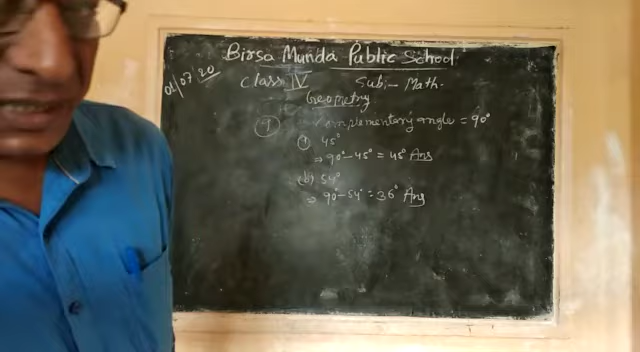 Birsa Munda Public School
01/07/20
Class IV Sub:- Math.
Geometry
9 Complementary angle = 90°
(a) 45°
⇒ 90° - 45° = 45° Ans
(b) 54°
⇒ 90° - 54° = 36° Ans